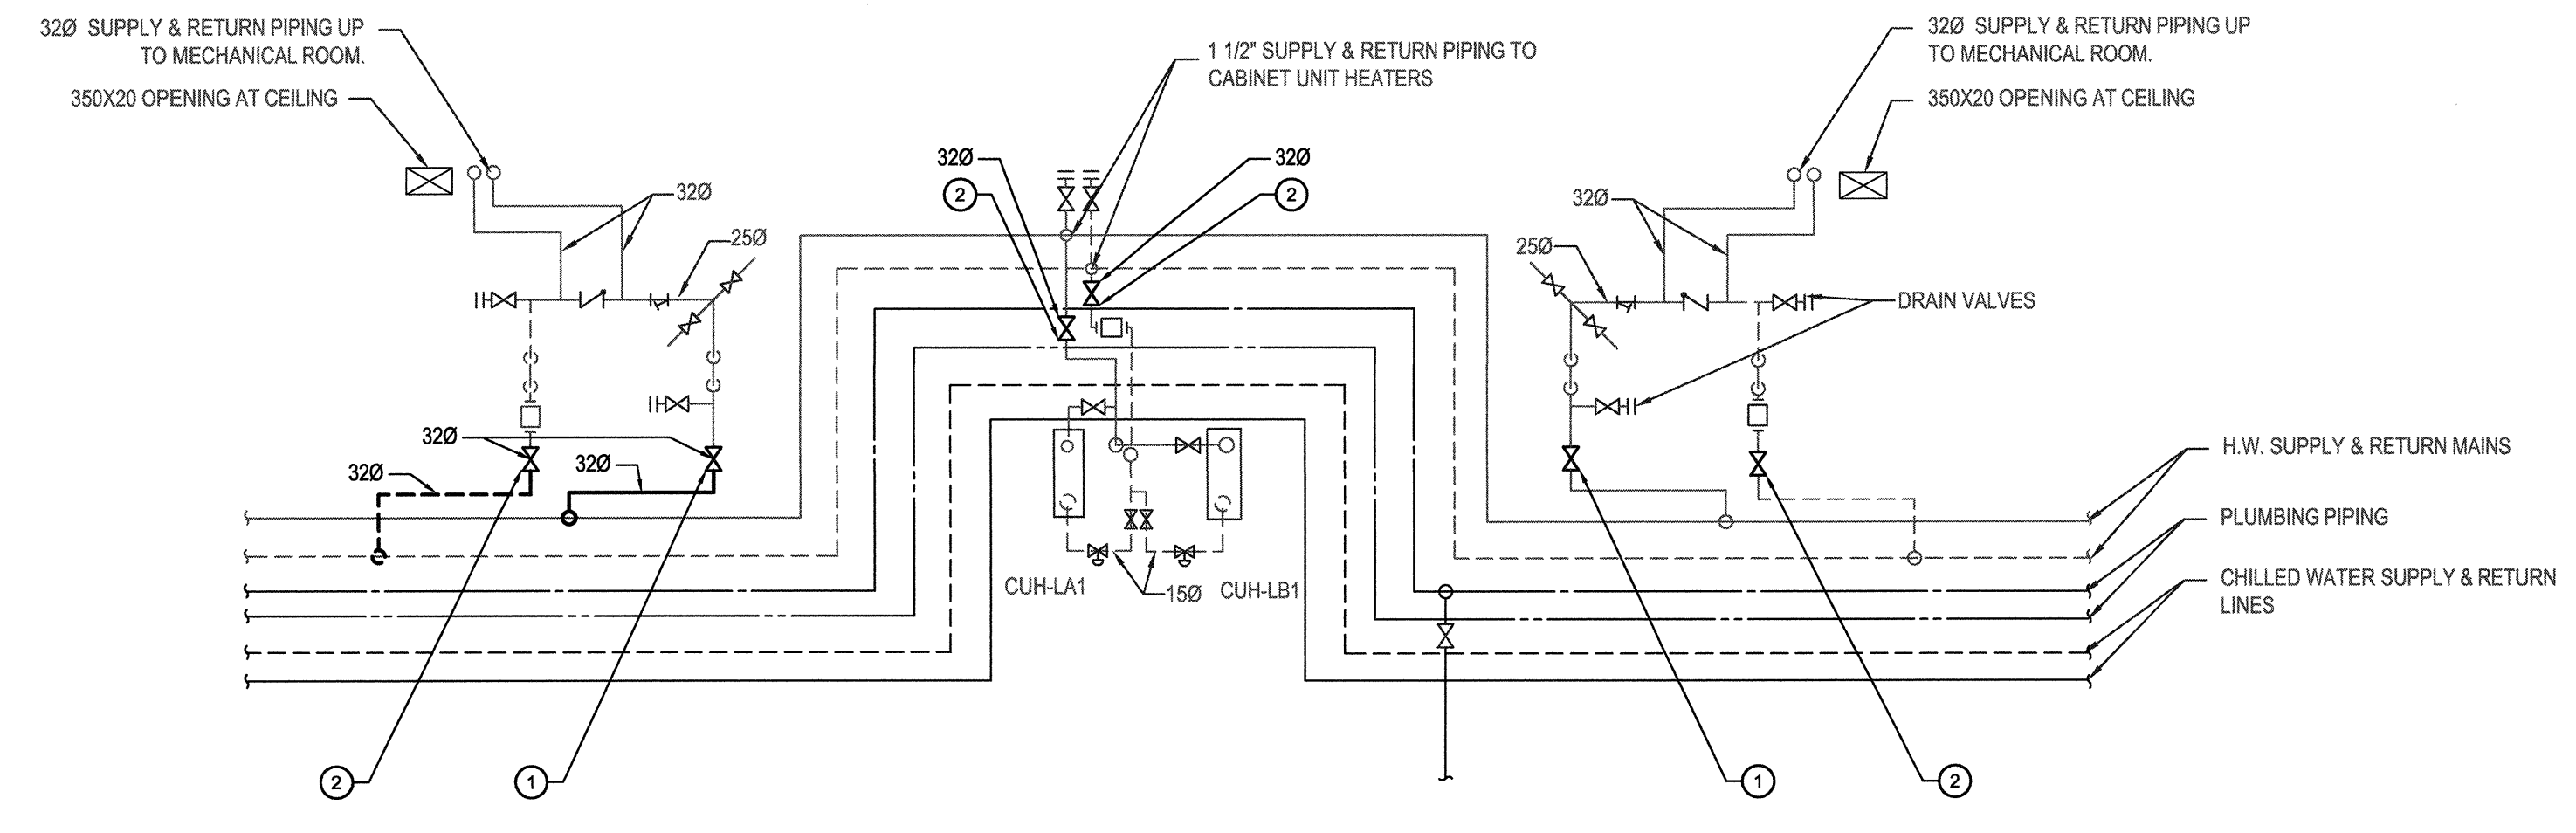 32Ø SUPPLY & RETURN PIPING UP
TO MECHANICAL ROOM.
350X20 OPENING AT CEILING
1 1/2" SUPPLY & RETURN PIPING TO
CABINET UNIT HEATERS
32Ø SUPPLY & RETURN PIPING UP
TO MECHANICAL ROOM.
350X20 OPENING AT CEILING
32Ø
32Ø
2
2
32Ø
32Ø
25Ø
25Ø
DRAIN VALVES
32Ø
32Ø
32Ø
H.W. SUPPLY & RETURN MAINS
PLUMBING PIPING
CHILLED WATER SUPPLY & RETURN
LINES
CUH-LA1
15Ø
CUH-LB1
2
1
1
2